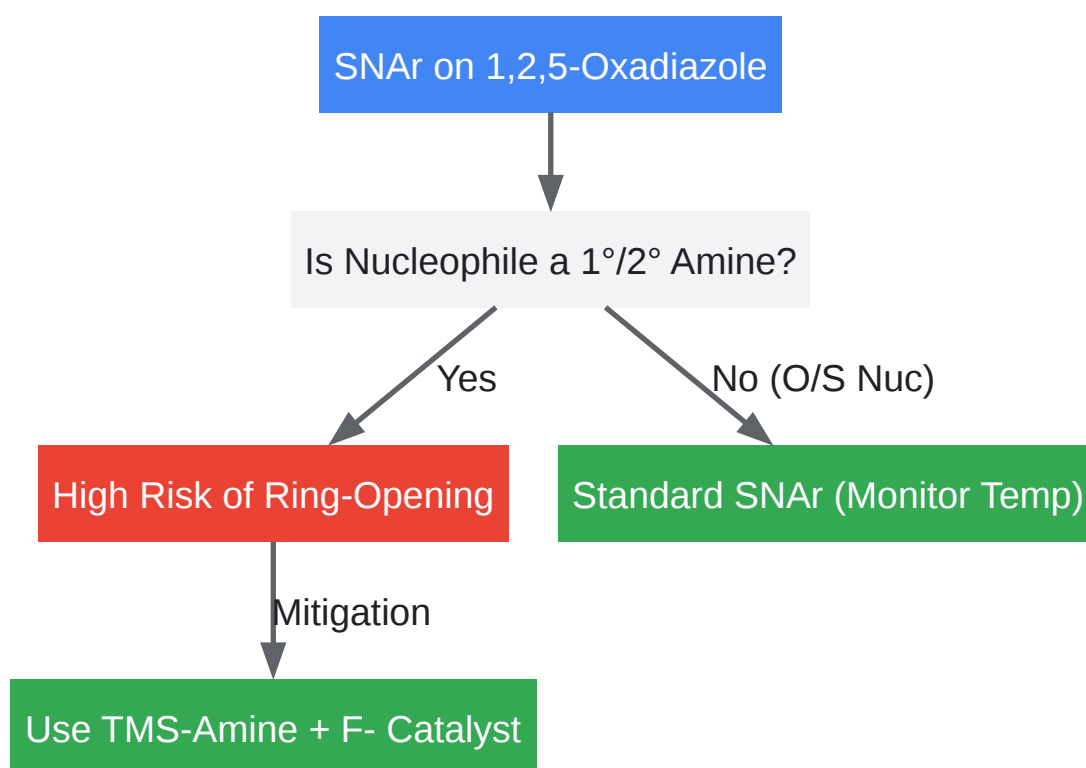 SNAr on 1,2,5-Oxadiazole
Is Nucleophile a 1°/2° Amine?
Yes
No (O/S Nuc)
High Risk of Ring-Opening
Standard SNAr (Monitor Temp)
Mitigation
Use TMS-Amine + F- Catalyst